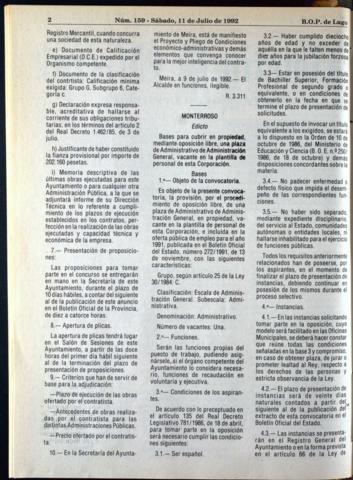 2
Núm. 159 - Sábado, 11 de Julio de 1992
B.O.P. de Lugo
Registro Mercantil, cuando concurra
una sociedad de esta naturaleza.
e) Documento de Calificación
Empresarial (D.C.E.) expedido por el
Organismo competente.
f) Documento de la clasificación
del contratista: Calificación mínima
exigida: Grupo G, Subgrupo 6, Cate-
goría c.
g) Declaración expresa responsa-
ble, acreditativa de hallarse al
corriente de sus obligaciones tribu-
tarias, en los términos del artículo 2
del Real Decreto 1.462/85, de 3 de
julio.
h) Justificante de haber constituido
la fianza provisional por importe de
202.160 pesetas.
i) Memoria descriptiva de las
últimas obras ejecutadas para este
Ayuntamiento o para cualquier otra
Administración Pública, a la que se
adjuntará informe de su Dirección
Técnica en lo referente a cumpli-
miento de los plazos de ejecución
establecidos en los contratos, per-
fección en la realización de las obras
ejecutadas y capacidad técnica y
económica de la empresa.
7.— Presentación de proposicio-
nes:
Las proposiciones para tomar
parte en el concurso se entregarán
en mano en la Secretaría de este
Ayuntamiento, durante el plazo de
10 días hábiles, a contar del siguiente
al de la publicación de este anuncio
en el Boletín Oficial de la Provincia,
de diez a catorce horas.
8.— Apertura de plicas.
La apertura de plicas tendrá lugar
en el Salón de Sesiones de este
Ayuntamiento, a partir de las doce
horas del primer día hábil siguiente
al de la terminación del plazo de
presentación de proposiciones.
9.— Criterios que han de servir de
base para la adjudicación:
—Plazo de ejecución de las obras
ofertado por el contratista.
—Antecedentes de obras realiza-
das por el contratista para las
distintas Administraciones Públicas.
—Precio ofertado por el contratis-
ta.
10.— En la Secretaría del Ayunta-
miento de Meira, está de manifiesto
el Proyecto y Pliego de Condiciones
económico-administrativas y demás
elementos que convenga conocer
para la mejor inteligencia del contra-
to.
Meira, a 9 de julio de 1992.— El
Alcalde en funciones, ilegible.
R. 3.311
MONTERROSO
Edicto
Bases para cubrir en propiedad,
mediante oposición libre, una plaza
de Administrativo de Administración
General, vacante en la plantilla de
personal de esta Corporación.
Bases
1.ª— Objeto de la convocatoria.
Es objeto de la presente convoca-
toria, la provisión, por el procedi-
miento de oposición libre, de una
plaza de Administrativo de Adminis-
tración General, en propiedad, va-
cante en la plantilla de personal de
esta Corporación, e incluida en la
oferta pública de empleo para el año
1991, publicada en el Boletín Oficial
del Estado, número 272/1991, de 13
de noviembre, con las siguientes
características:
Grupo, según artículo 25 de la Ley
30/1984: C.
Clasificación: Escala de Adminis-
tración General. Subescala: Admi-
nistrativa.
Denominación: Administrativo.
Número de vacantes: Una.
2.ª— Funciones.
Serán las funciones propias del
puesto de trabajo, pudiendo asig-
nársele, si el órgano competente del
Ayuntamiento lo considera necesa-
rio, funciones de recaudación en
voluntaria y ejecutiva.
3.ª— Condiciones de los aspiran-
tes.
De acuerdo con lo preceptuado en
el artículo 135 del Real Decreto
Legislativo 781/1986, de 18 de abril,
para tomar parte en la oposición
será necesario cumplir las condicio-
nes siguientes:
3.1.— Ser español.
3.2.— Haber cumplido dieciocho
años de edad y no exceder de
aquélla en la que le falten menos de
diez años para la jubilación forzosa
por edad.
3.3.— Estar en posesión del título
de Bachiller Superior, Formación
Profesional de segundo grado o
equivalente, o en condiciones de
obtenerlo en la fecha en que se
termine el plazo de presentación de
instancias.
En el supuesto de invocar un título
equivalente a los exigidos, se estará
a lo dispuesto en la Orden de 16 de
octubre de 1986, del Ministerio de
Educación y Ciencia (B. O. E. n.º 250/
1986, de 18 de octubre) y demás
disposiciones concordantes sobre la
materia.
3.4.— No padecer enfermedad o
defecto físico que impida el desem-
peño de las correspondientes fun-
ciones.
3.5.— No haber sido separado,
mediante expediente disciplinario,
del servicio al Estado, comunidades
autónomas o entidades locales, ni
hallarse inhabilitado para el ejercicio
de funciones públicas.
Todos los requisitos anteriormente
relacionados han de poseerse, por
los aspirantes, en el momento de
finalizar el plazo de presentación de
instancias, debiendo continuar en
posesión de los mismos durante el
proceso selectivo.
4.ª— Instancias.
4.1.— En las instancias solicitando
tomar parte en la oposición, cuyo
modelo será facilitado en las Oficinas
Municipales, se deberá hacer constar
que reúne todas las condiciones
señaladas en la base 3 y compromiso,
en caso de obtener plaza, de jurar o
prometer lealtad al Rey, respecto a
los derechos de las personas y
estricta observancia de la Ley.
4.2.— El plazo de presentación de
instancias será de veinte días
naturales contados a partir del
siguiente al de la publicación del
extracto de esta convocatoria en el
Boletín Oficial del Estado.
4.3.— Las instancias se presenta-
rán en el Registro General del
Ayuntamiento o en la forma prevista
en el artículo 66 de la Ley de